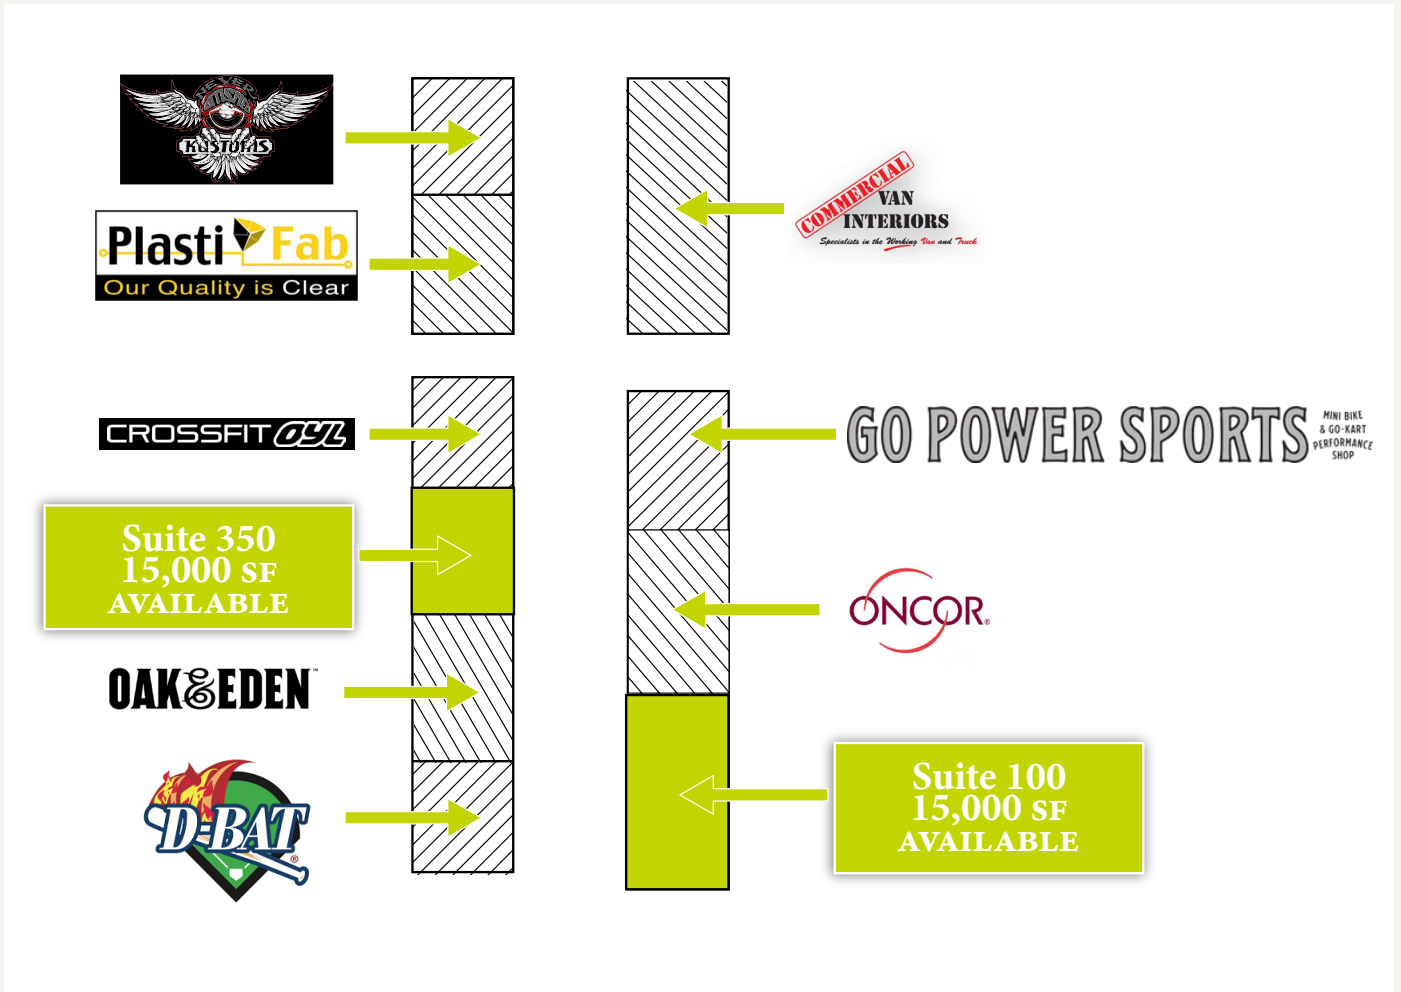 NEVER
KUSTOMS
Plasti Fab
Our Quality is Clear
COMMERCIAL
VAN
INTERIORS
Specialists in the Working Van and Truck
CROSSFIT OYL
GO POWER SPORTS
MINI BIKE
& GO-KART
PERFORMANCE
SHOP
Suite 350
15,000 SF
AVAILABLE
ONCOR®
OAK&EDEN™
D-BAT®
Suite 100
15,000 SF
AVAILABLE